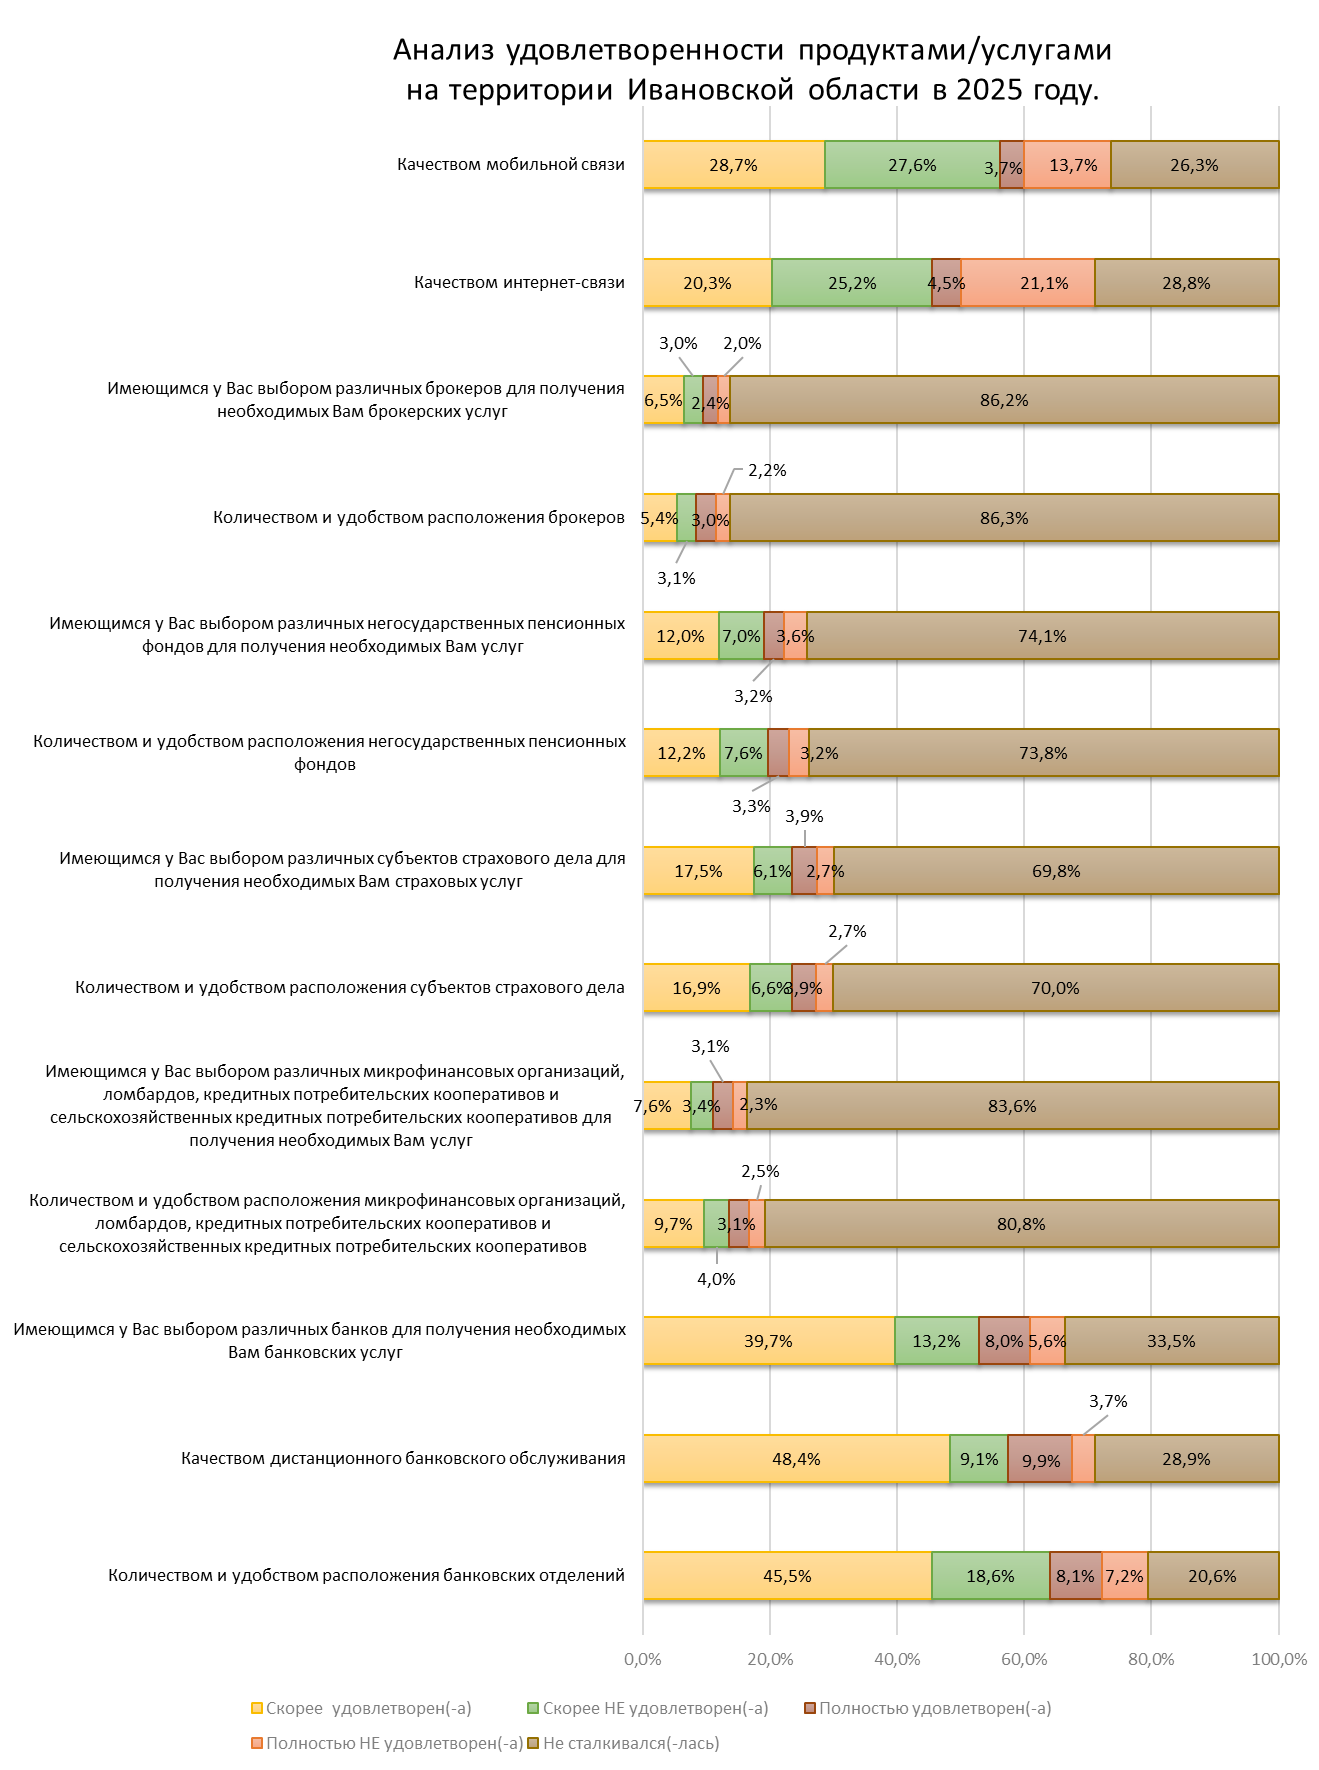 Анализ удовлетворенности продуктами/услугами
на территории Ивановской области в 2025 году.
Качеством мобильной связи
28,7% 27,6% 3,7% 13,7% 26,3%
Качеством интернет-связи
20,3% 25,2% 4,5% 21,1% 28,8%
3,0% 2,0%
Имеющимся у Вас выбором различных брокеров для получения
необходимых Вам брокерских услуг
6,5% 2,4% 86,2%
2,2%
Количеством и удобством расположения брокеров
5,4% 3,0% 86,3%
3,1%
Имеющимся у Вас выбором различных негосударственных пенсионных
фондов для получения необходимых Вам услуг
12,0% 7,0% 3,6% 74,1%
3,2%
Количеством и удобством расположения негосударственных пенсионных
фондов
12,2% 7,6% 3,2% 73,8%
3,3%
3,9%
Имеющимся у Вас выбором различных субъектов страхового дела для
получения необходимых Вам страховых услуг
17,5% 6,1% 2,7% 69,8%
2,7%
Количеством и удобством расположения субъектов страхового дела
16,9% 6,6% 3,9% 70,0%
3,1%
Имеющимся у Вас выбором различных микрофинансовых организаций,
ломбардов, кредитных потребительских кооперативов и
сельскохозяйственных кредитных потребительских кооперативов для
получения необходимых Вам услуг
7,6% 3,4% 2,3% 83,6%
2,5%
Количеством и удобством расположения микрофинансовых организаций,
ломбардов, кредитных потребительских кооперативов и
сельскохозяйственных кредитных потребительских кооперативов
9,7% 3,1% 80,8%
4,0%
Имеющимся у Вас выбором различных банков для получения необходимых
Вам банковских услуг
39,7% 13,2% 8,0% 5,6% 33,5%
3,7%
Качеством дистанционного банковского обслуживания
48,4% 9,1% 9,9% 28,9%
Количеством и удобством расположения банковских отделений
45,5% 18,6% 8,1% 7,2% 20,6%
0,0% 20,0% 40,0% 60,0% 80,0% 100,0%
Скорее удовлетворен(-а) Скорее НЕ удовлетворен(-а) Полностью удовлетворен(-а)
Полностью НЕ удовлетворен(-а) Не сталкивался(-лась)